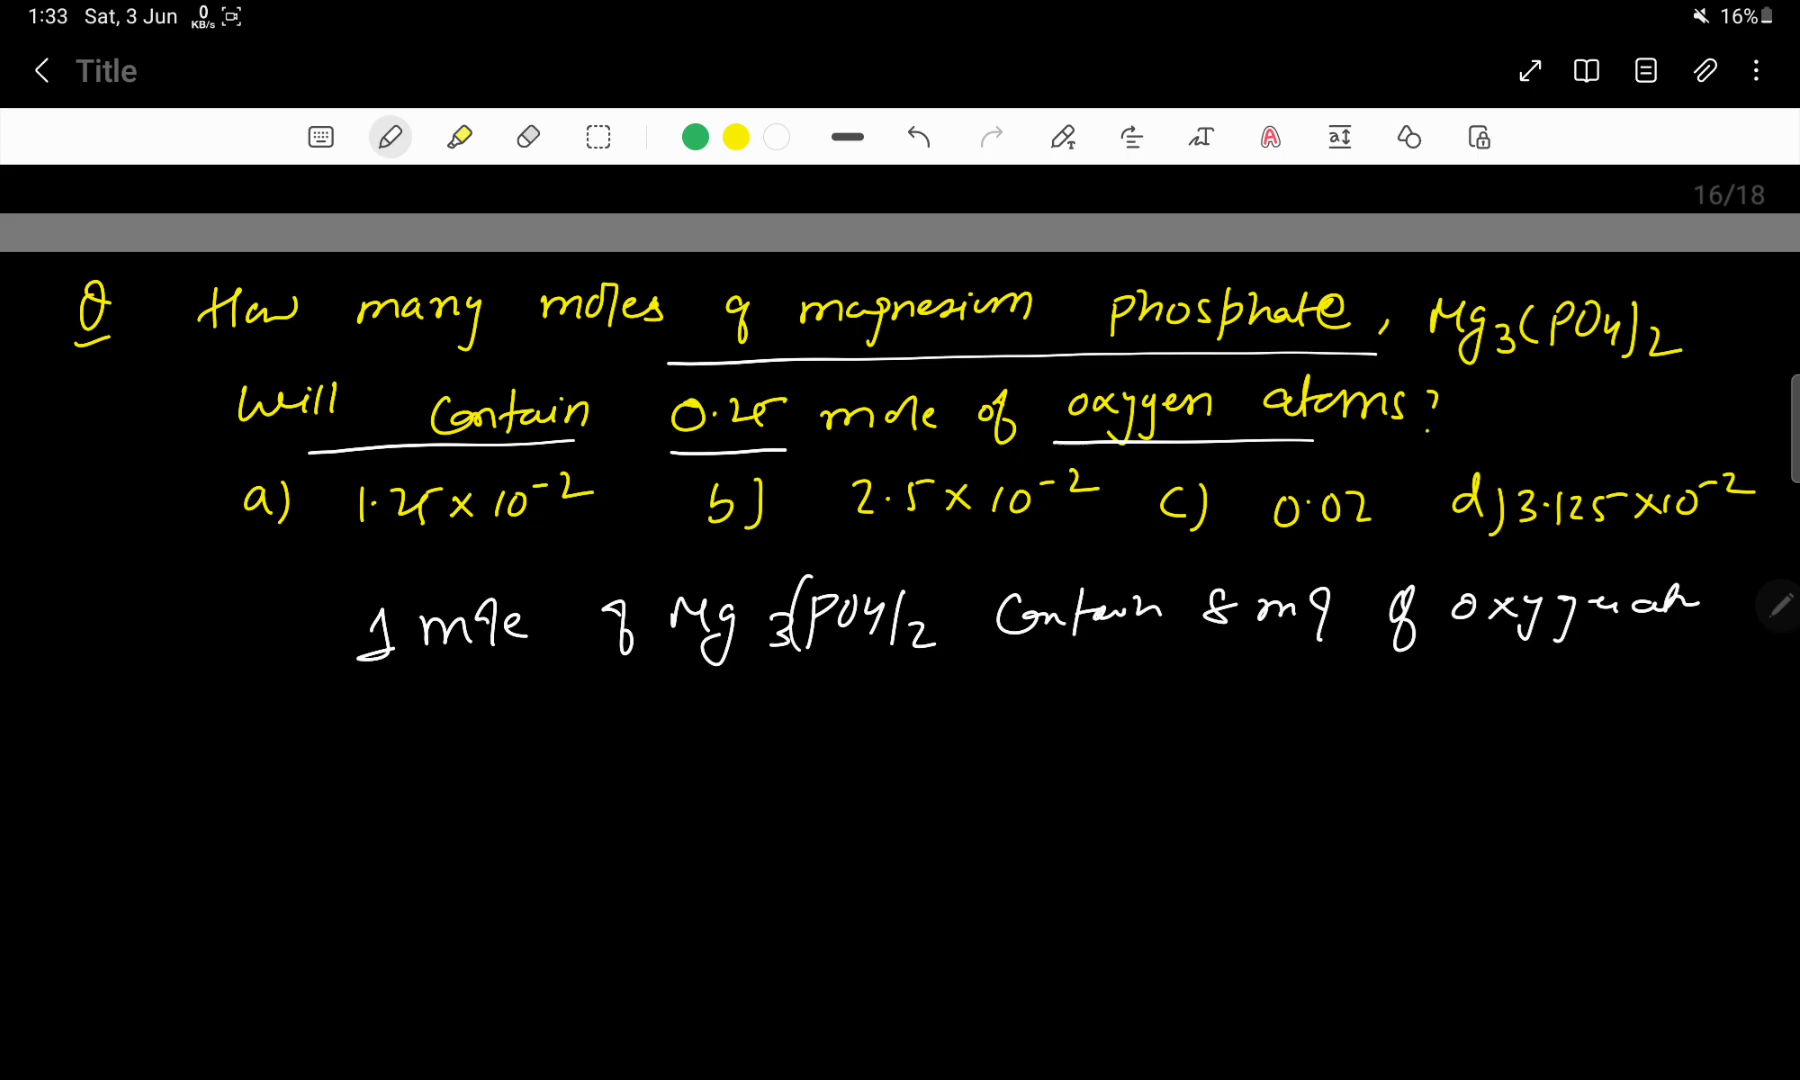 1:33 Sat, 3 Jun 0 KB/s 16%
Title
16/18
Q How many moles of magnesium phosphate, Mg₃(PO₄)₂
will contain 0.25 mole of oxygen atoms?
a) 1.25 × 10⁻² b) 2.5 × 10⁻² c) 0.02 d) 3.125 × 10⁻²
1 mole of Mg₃(PO₄)₂ contain 8 mol of oxygen